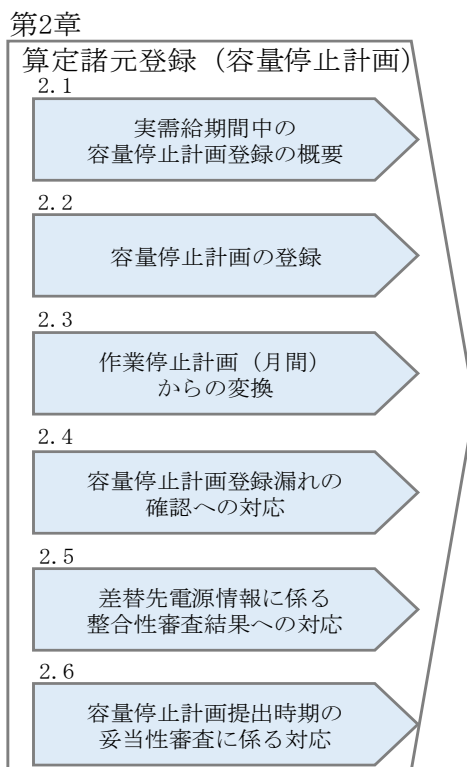 第2章
算定諸元登録（容量停止計画）
2.1
実需給期間中の
容量停止計画登録の概要
2.2
容量停止計画の登録
2.3
作業停止計画（月間）
からの変換
2.4
容量停止計画登録漏れの
確認への対応
2.5
差替先電源情報に係る
整合性審査結果への対応
2.6
容量停止計画提出時期の
妥当性審査に係る対応